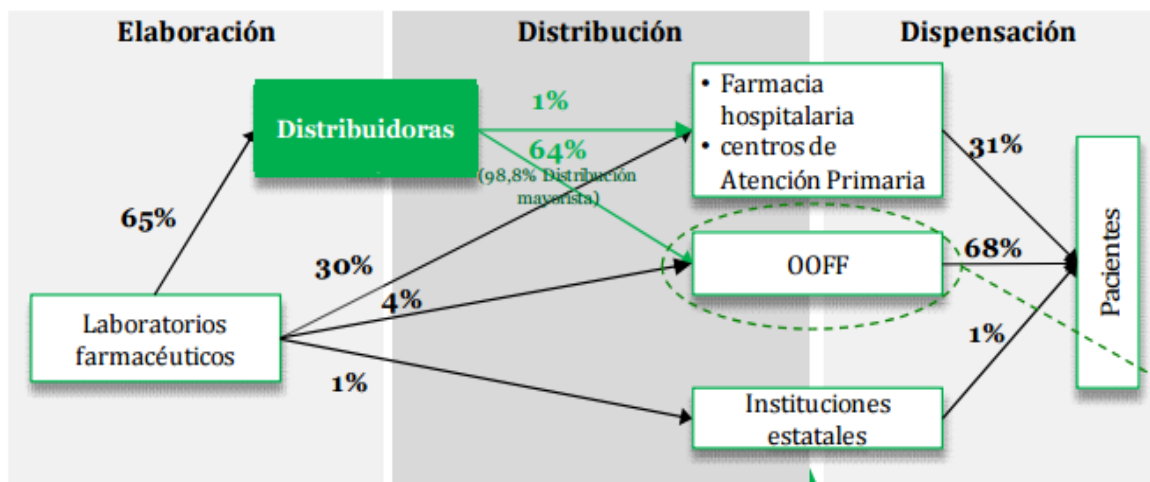 Elaboración
Distribución
Dispensación
Distribuidoras
1%
64%
(98,8% Distribución
mayorista)
• Farmacia
hospitalaria
• centros de
Atención Primaria
31%
65%
30%
4%
OOFF
68%
Pacientes
Laboratorios
farmacéuticos
1%
1%
Instituciones
estatales